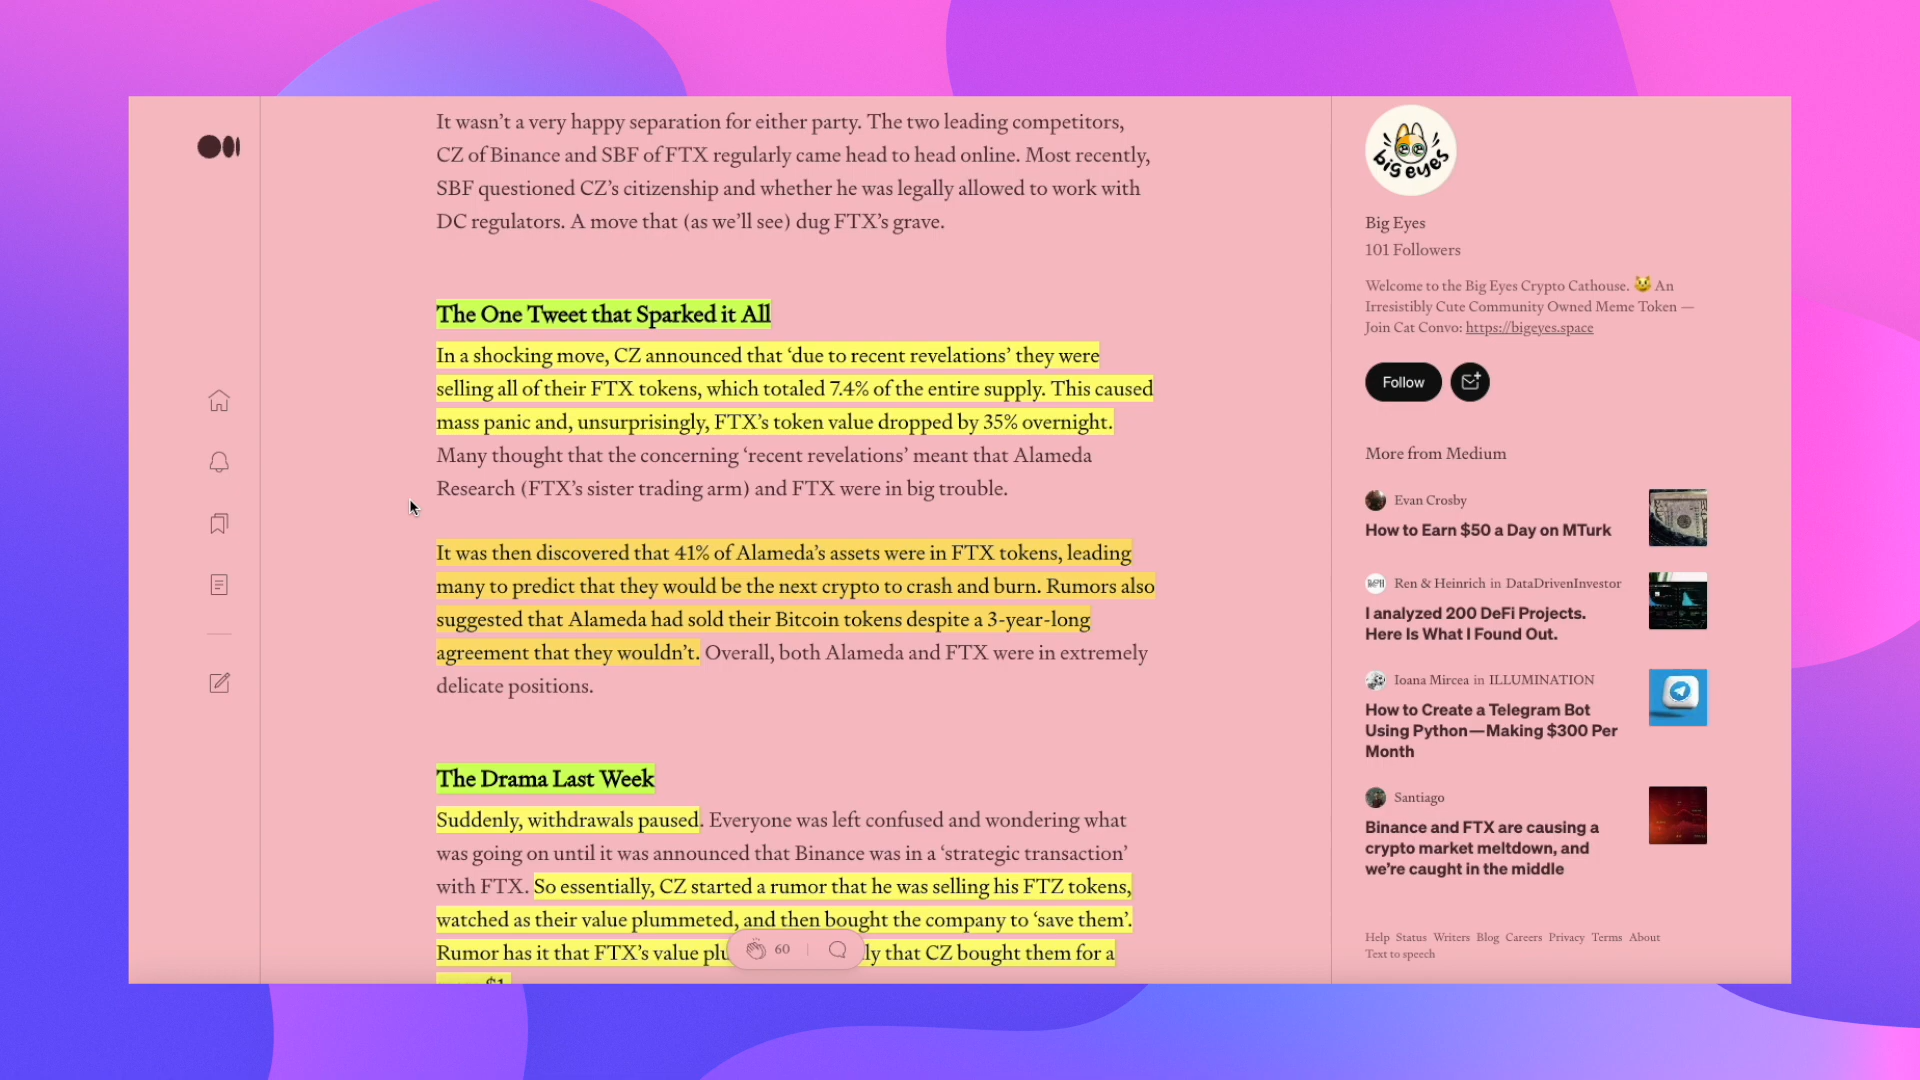 It wasn’t a very happy separation for either party. The two leading competitors,
CZ of Binance and SBF of FTX regularly came head to head online. Most recently,
SBF questioned CZ’s citizenship and whether he was legally allowed to work with
DC regulators. A move that (as we’ll see) dug FTX’s grave.
The One Tweet that Sparked it All
In a shocking move, CZ announced that ‘due to recent revelations’ they were
selling all of their FTX tokens, which totaled 7.4% of the entire supply. This caused
mass panic and, unsurprisingly, FTX’s token value dropped by 35% overnight.
Many thought that the concerning ‘recent revelations’ meant that Alameda
Research (FTX’s sister trading arm) and FTX were in big trouble.
It was then discovered that 41% of Alameda’s assets were in FTX tokens, leading
many to predict that they would be the next crypto to crash and burn. Rumors also
suggested that Alameda had sold their Bitcoin tokens despite a 3-year-long
agreement that they wouldn’t. Overall, both Alameda and FTX were in extremely
delicate positions.
The Drama Last Week
Suddenly, withdrawals paused. Everyone was left confused and wondering what
was going on until it was announced that Binance was in a ‘strategic transaction’
with FTX. So essentially, CZ started a rumor that he was selling his FTZ tokens,
watched as their value plummeted, and then bought the company to ‘save them’.
Rumor has it that FTX’s value that CZ bought them for a
$1
60
big eyes
Big Eyes
101 Followers
Welcome to the Big Eyes Crypto Cathouse. 😼 An
Irresistibly Cute Community Owned Meme Token —
Join Cat Convo: https://bigeyes.space
Follow
More from Medium
Evan Crosby
How to Earn $50 a Day on MTurk
Ren & Heinrich in DataDrivenInvestor
I analyzed 200 DeFi Projects.
Here Is What I Found Out.
Ioana Mircea in ILLUMINATION
How to Create a Telegram Bot
Using Python — Making $300 Per
Month
Santiago
Binance and FTX are causing a
crypto market meltdown, and
we’re caught in the middle
Help Status Writers Blog Careers Privacy Terms About
Text to speech